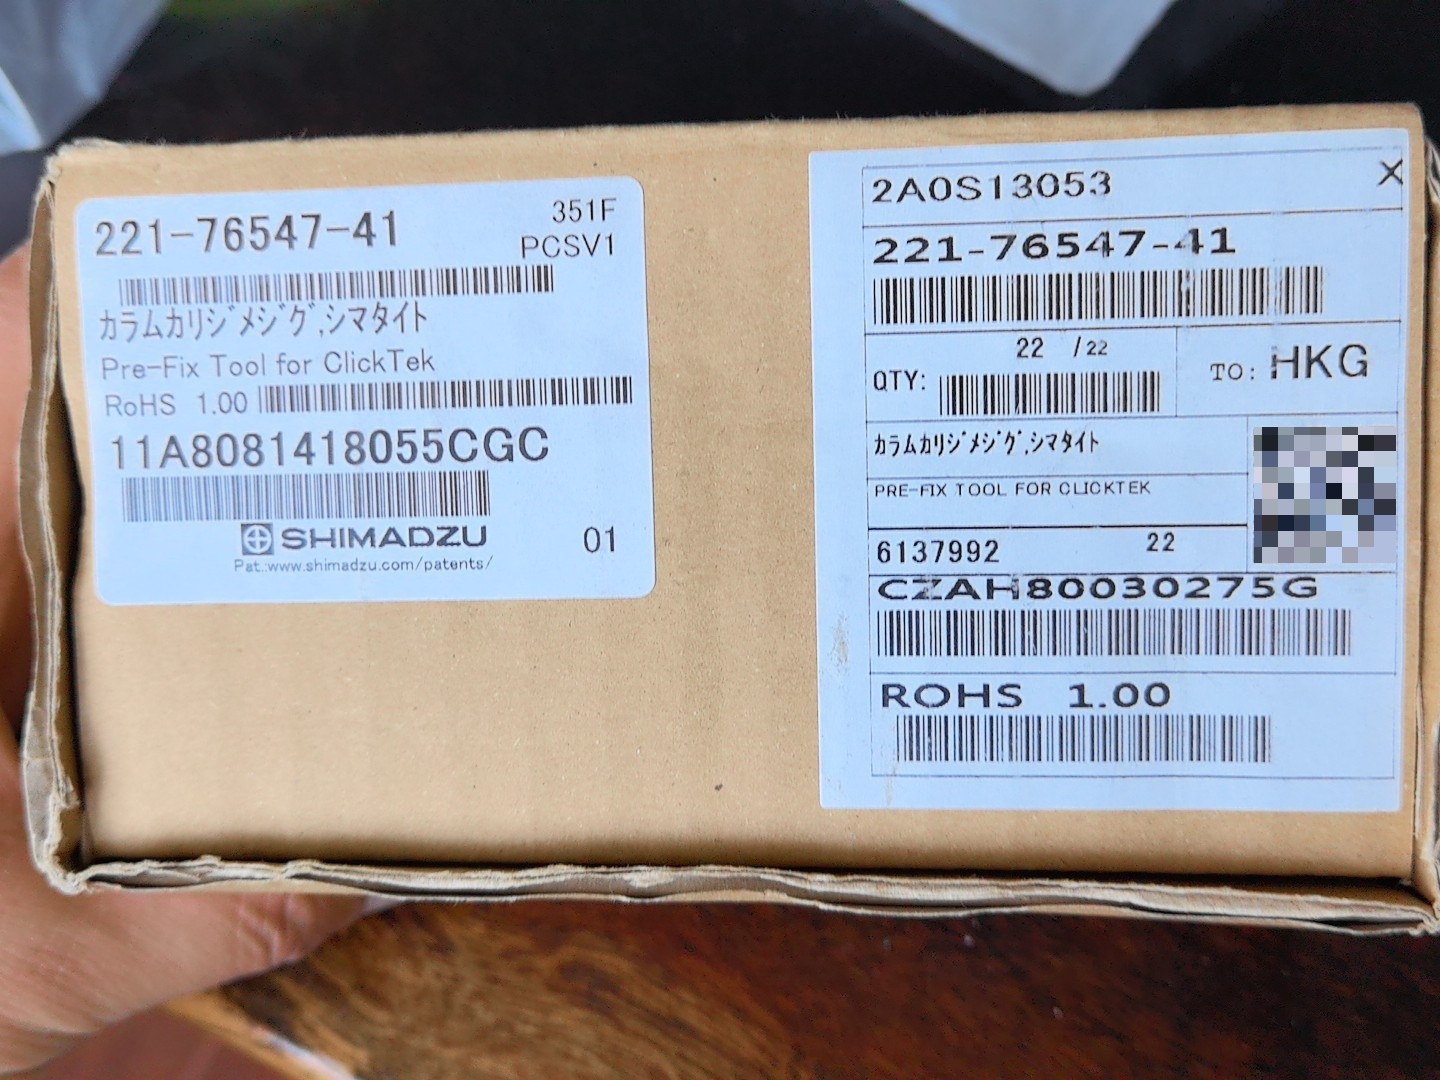 221-76547-41
351F
PCSV1
カラムカリジメジグ,シマタイト
Pre-Fix Tool for ClickTek
RoHS 1.00
11A8081418055CGC
SHIMADZU
01
Pat.:www.shimadzu.com/patents/
2A0S13053
X
221-76547-41
QTY: 22 /22
TO: HKG
カラムカリジメジグ,シマタイト
PRE-FIX TOOL FOR CLICKTEK
6137992 22
CZAH80030275G
ROHS 1.00